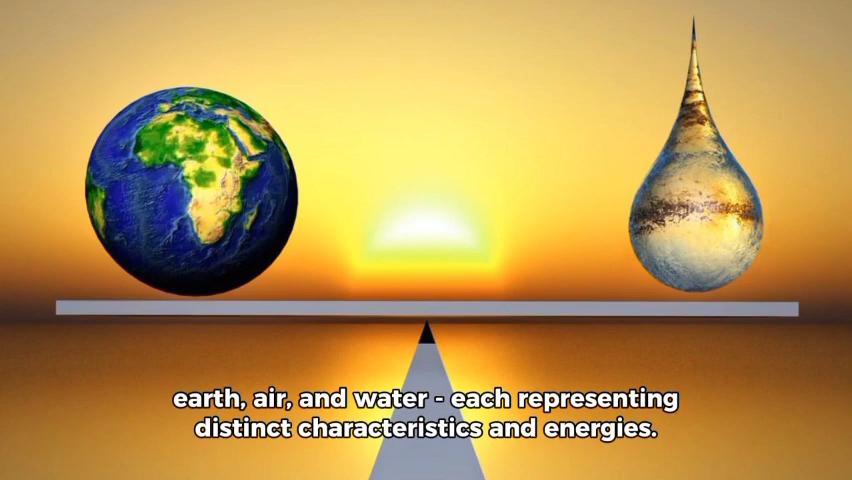 earth, air, and water - each representing
distinct characteristics and energies.